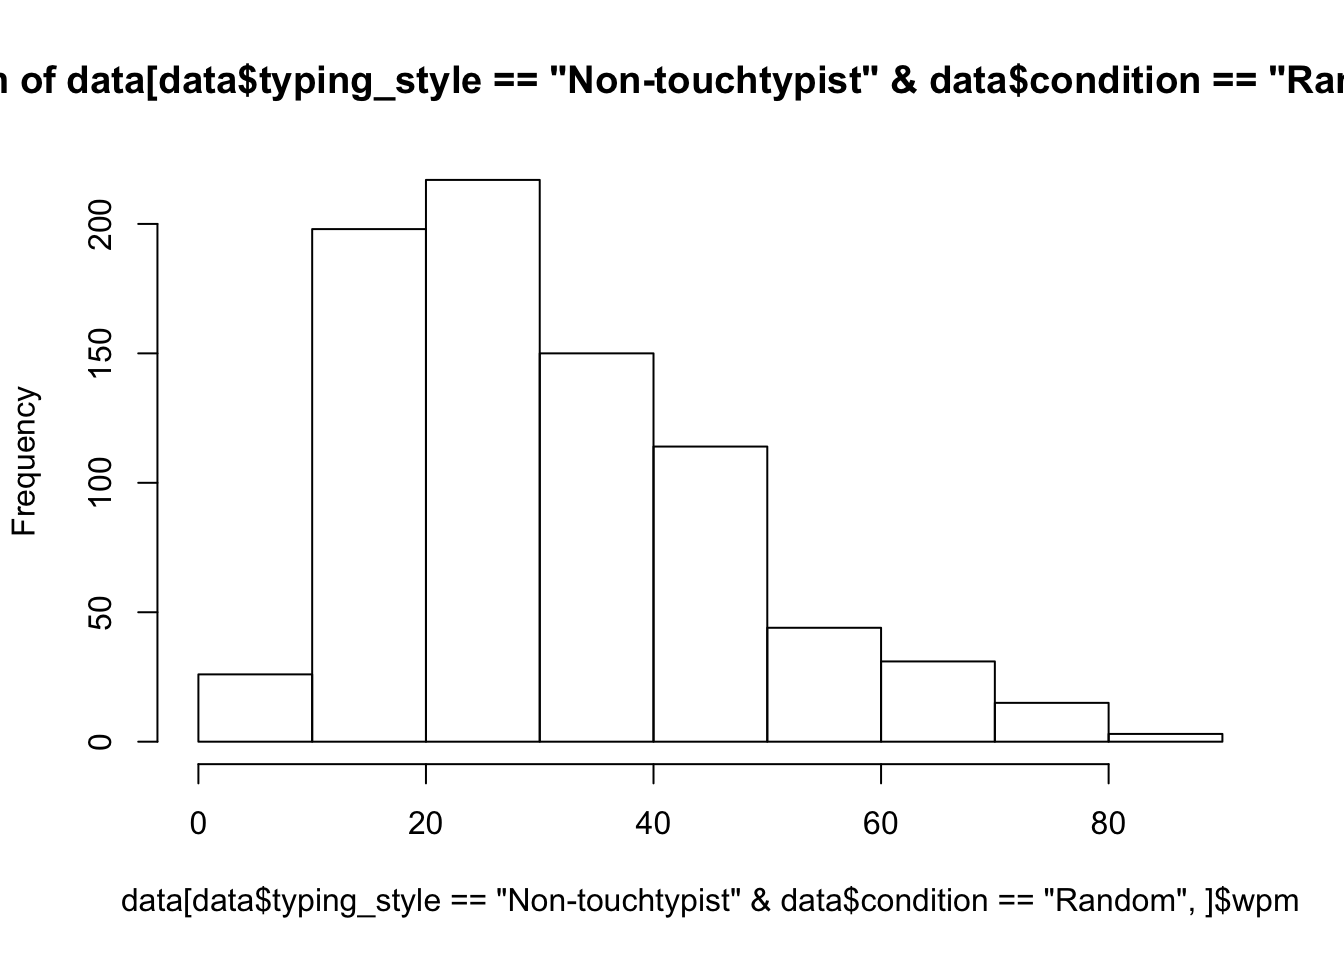 of data[data$typing_style == "Non-touchtypist" & data$condition == "Ran
Frequency
200
150
100
50
0
0 20 40 60 80
data[data$typing_style == "Non-touchtypist" & data$condition == "Random", ]$wpm